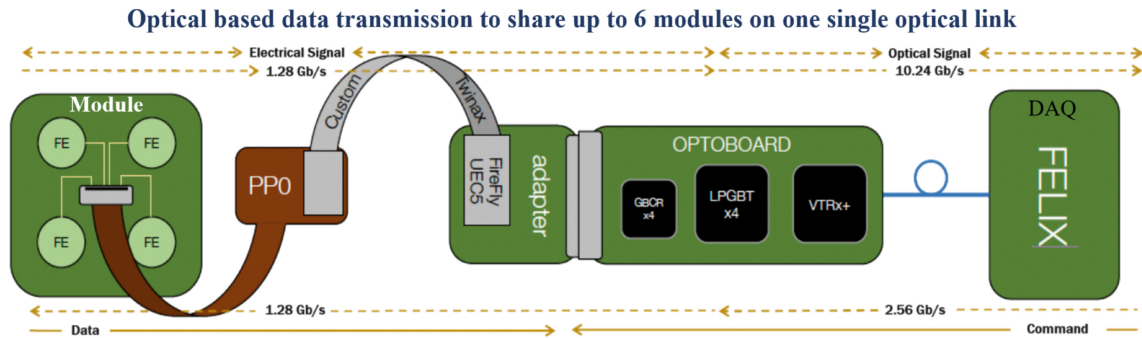 Optical based data transmission to share up to 6 modules on one single optical link
Electrical Signal
Optical Signal
1.28 Gb/s
10.24 Gb/s
Module
FE
FE
FE
FE
PP0
Custom
Twinax
FireFly
UEC5
adapter
OPTOBOARD
GBCR
x4
LPGBT
x4
VTRx+
DAQ
FELIX
1.28 Gb/s
2.56 Gb/s
Data
Command